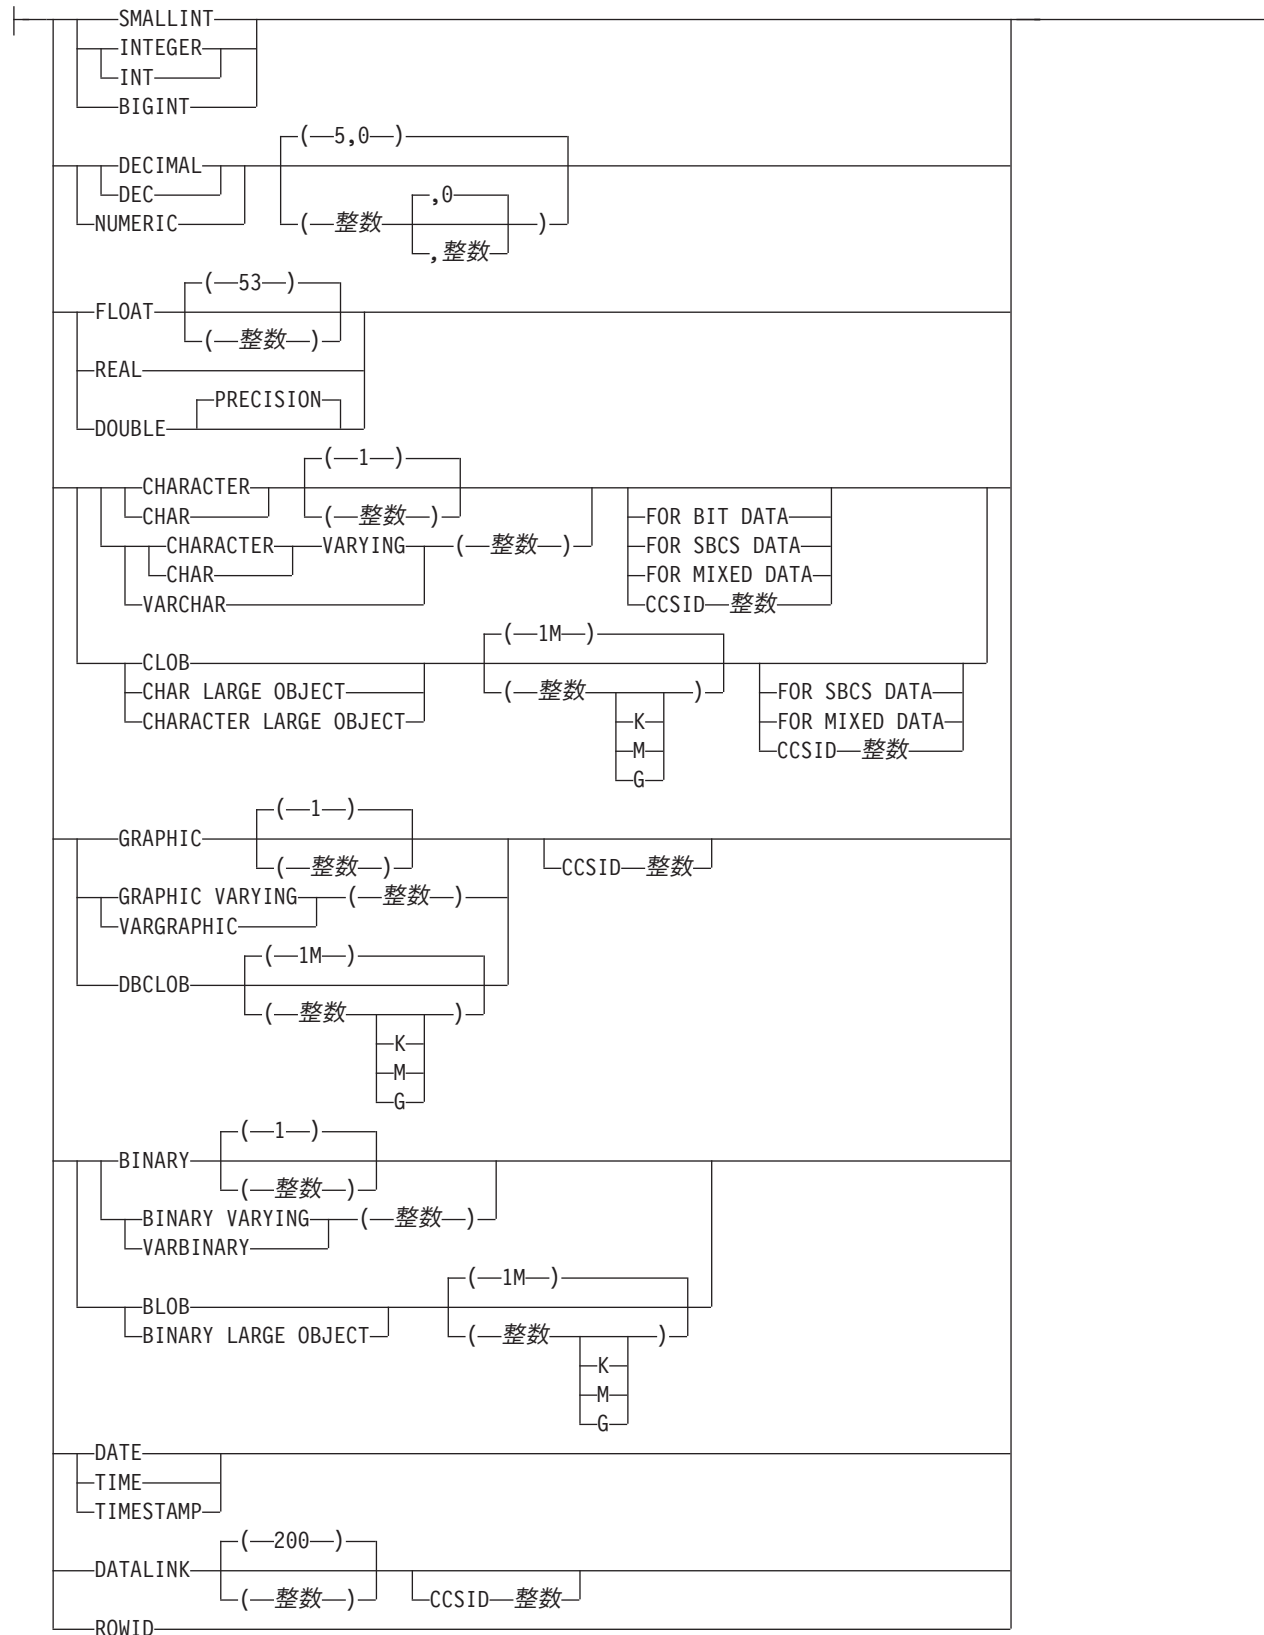 SMALLINT
INTEGER
INT
BIGINT
( 5,0 )
DECIMAL
DEC
,0
NUMERIC ( 整数 )
,整数
( 53 )
FLOAT
( 整数 )
REAL
PRECISION
DOUBLE
( 1 )
CHARACTER
CHAR ( 整数 ) FOR BIT DATA
CHARACTER VARYING ( 整数 ) FOR SBCS DATA
CHAR FOR MIXED DATA
VARCHAR CCSID 整数
( 1M )
CLOB
CHAR LARGE OBJECT ( 整数 ) FOR SBCS DATA
CHARACTER LARGE OBJECT K FOR MIXED DATA
M CCSID 整数
G
( 1 )
GRAPHIC
( 整数 ) CCSID 整数
GRAPHIC VARYING ( 整数 )
VARGRAPHIC
( 1M )
DBCLOB
( 整数 )
K
M
G
( 1 )
BINARY
( 整数 )
BINARY VARYING ( 整数 )
VARBINARY
( 1M )
BLOB
BINARY LARGE OBJECT ( 整数 )
K
M
G
DATE
TIME
TIMESTAMP
( 200 )
DATALINK
( 整数 ) CCSID 整数
ROWID